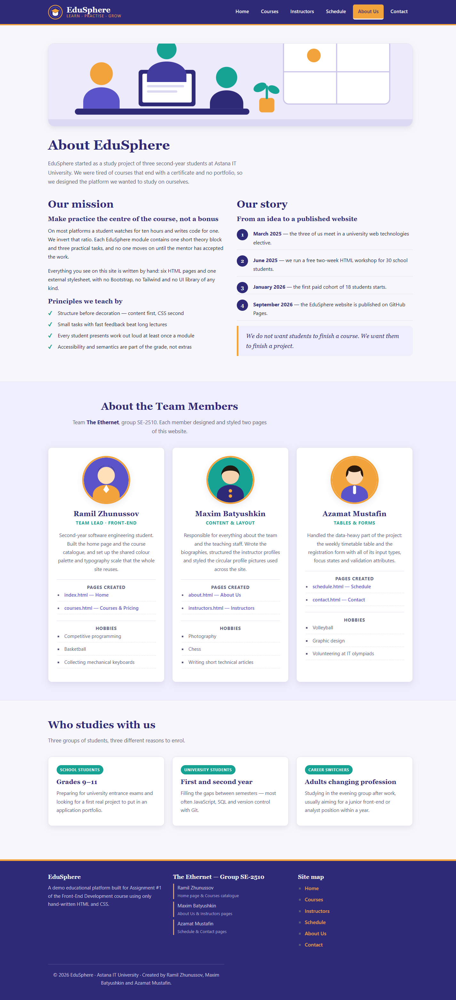 EduSphere
LEARN · PRACTISE · GROW
Home
Courses
Instructors
Schedule
About Us
Contact
About EduSphere
EduSphere started as a study project of three second-year students at Astana IT
University. We were tired of courses that end with a certificate and no portfolio, so
we designed the platform we wanted to study on ourselves.
Our mission
Make practice the centre of the course, not a bonus
On most platforms a student watches for ten hours and writes code for one.
We invert that ratio. Each EduSphere module contains one short theory block
and three practical tasks, and no one moves on until the mentor has accepted
the work.
Everything you see on this site is written by hand: six HTML pages and one
external stylesheet, with no Bootstrap, no Tailwind and no UI library of any
kind.
Principles we teach by
✓ Structure before decoration — content first, CSS second
✓ Small tasks with fast feedback beat long lectures
✓ Every student presents work out loud at least once a module
✓ Accessibility and semantics are part of the grade, not extras
Our story
From an idea to a published website
1 March 2025 — the three of us meet in a university web technologies
elective.
2 June 2025 — we run a free two-week HTML workshop for 30 school
students.
3 January 2026 — the first paid cohort of 18 students starts.
4 September 2026 — the EduSphere website is published on GitHub
Pages.
We do not want students to finish a course. We want them
to finish a project.
About the Team Members
Team The Ethernet, group SE-2510. Each member designed and styled two pages
of this website.
Ramil Zhunussov
TEAM LEAD · FRONT-END
Second-year software engineering student.
Built the home page and the course
catalogue, and set up the shared colour
palette and typography scale that the whole
site reuses.
PAGES CREATED
• index.html — Home
• courses.html — Courses & Pricing
HOBBIES
▪ Competitive programming
▪ Basketball
▪ Collecting mechanical keyboards
Maxim Batyushkin
CONTENT & LAYOUT
Responsible for everything about the team
and the teaching staff. Wrote the
biographies, structured the instructor profiles
and styled the circular profile pictures used
across the site.
PAGES CREATED
• about.html — About Us
• instructors.html — Instructors
HOBBIES
▪ Photography
▪ Chess
▪ Writing short technical articles
Azamat Mustafin
TABLES & FORMS
Handled the data-heavy part of the project:
the weekly timetable table and the
registration form with all of its input types,
focus states and validation attributes.
PAGES CREATED
• schedule.html — Schedule
• contact.html — Contact
HOBBIES
▪ Volleyball
▪ Graphic design
▪ Volunteering at IT olympiads
Who studies with us
Three groups of students, three different reasons to enrol.
SCHOOL STUDENTS
Grades 9–11
Preparing for university entrance exams and
looking for a first real project to put in an
application portfolio.
UNIVERSITY STUDENTS
First and second year
Filling the gaps between semesters — most
often JavaScript, SQL and version control
with Git.
CAREER SWITCHERS
Adults changing profession
Studying in the evening group after work,
usually aiming for a junior front-end or
analyst position within a year.
EduSphere
A demo educational platform built for Assignment #1
of the Front-End Development course using only
hand-written HTML and CSS.
The Ethernet — Group SE-2510
Ramil Zhunussov
Home page & Courses catalogue
Maxim Batyushkin
About Us & Instructors pages
Azamat Mustafin
Schedule & Contact pages
Site map
▪ Home
▪ Courses
▪ Instructors
▪ Schedule
▪ About Us
▪ Contact
© 2026 EduSphere · Astana IT University · Created by Ramil Zhunussov, Maxim
Batyushkin and Azamat Mustafin.